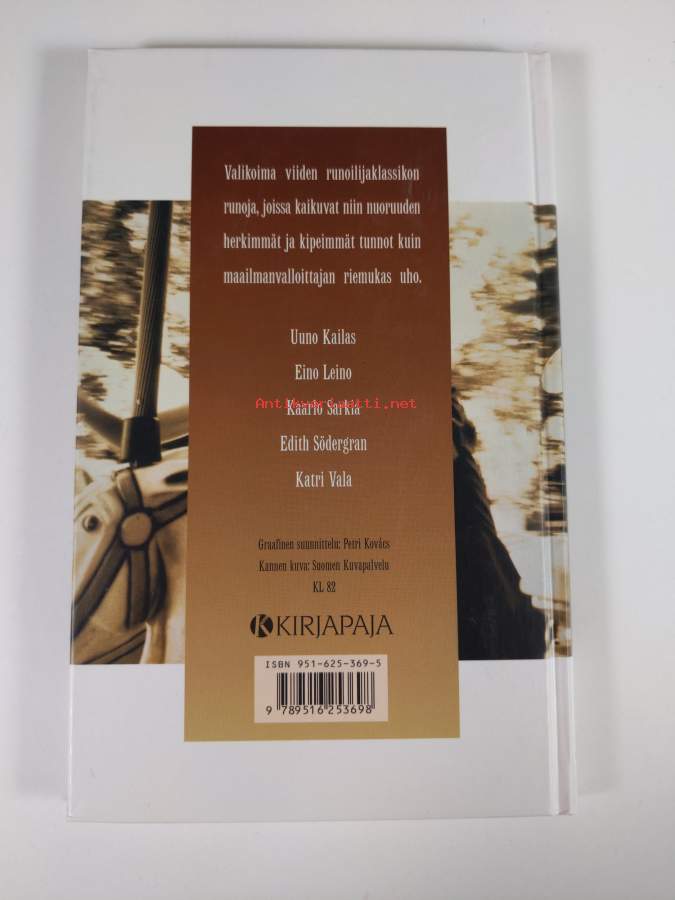 Valikoima viiden runoilijaklassikon
runoja, joissa kaikuvat niin nuoruuden
herkimmät ja kipeimmät tunnot kuin
maailmanvalloittajan riemukas uho.
Uuno Kailas
Eino Leino
Antikvariaatti.net
Kaarlo Sarkia
Edith Södergran
Katri Vala
Graafinen suunnittelu: Petri Kovács
Kannen kuva: Suomen Kuvapalvelu
KL 82
KIRJAPAJA
ISBN 951-625-369-5
9 789516 253698